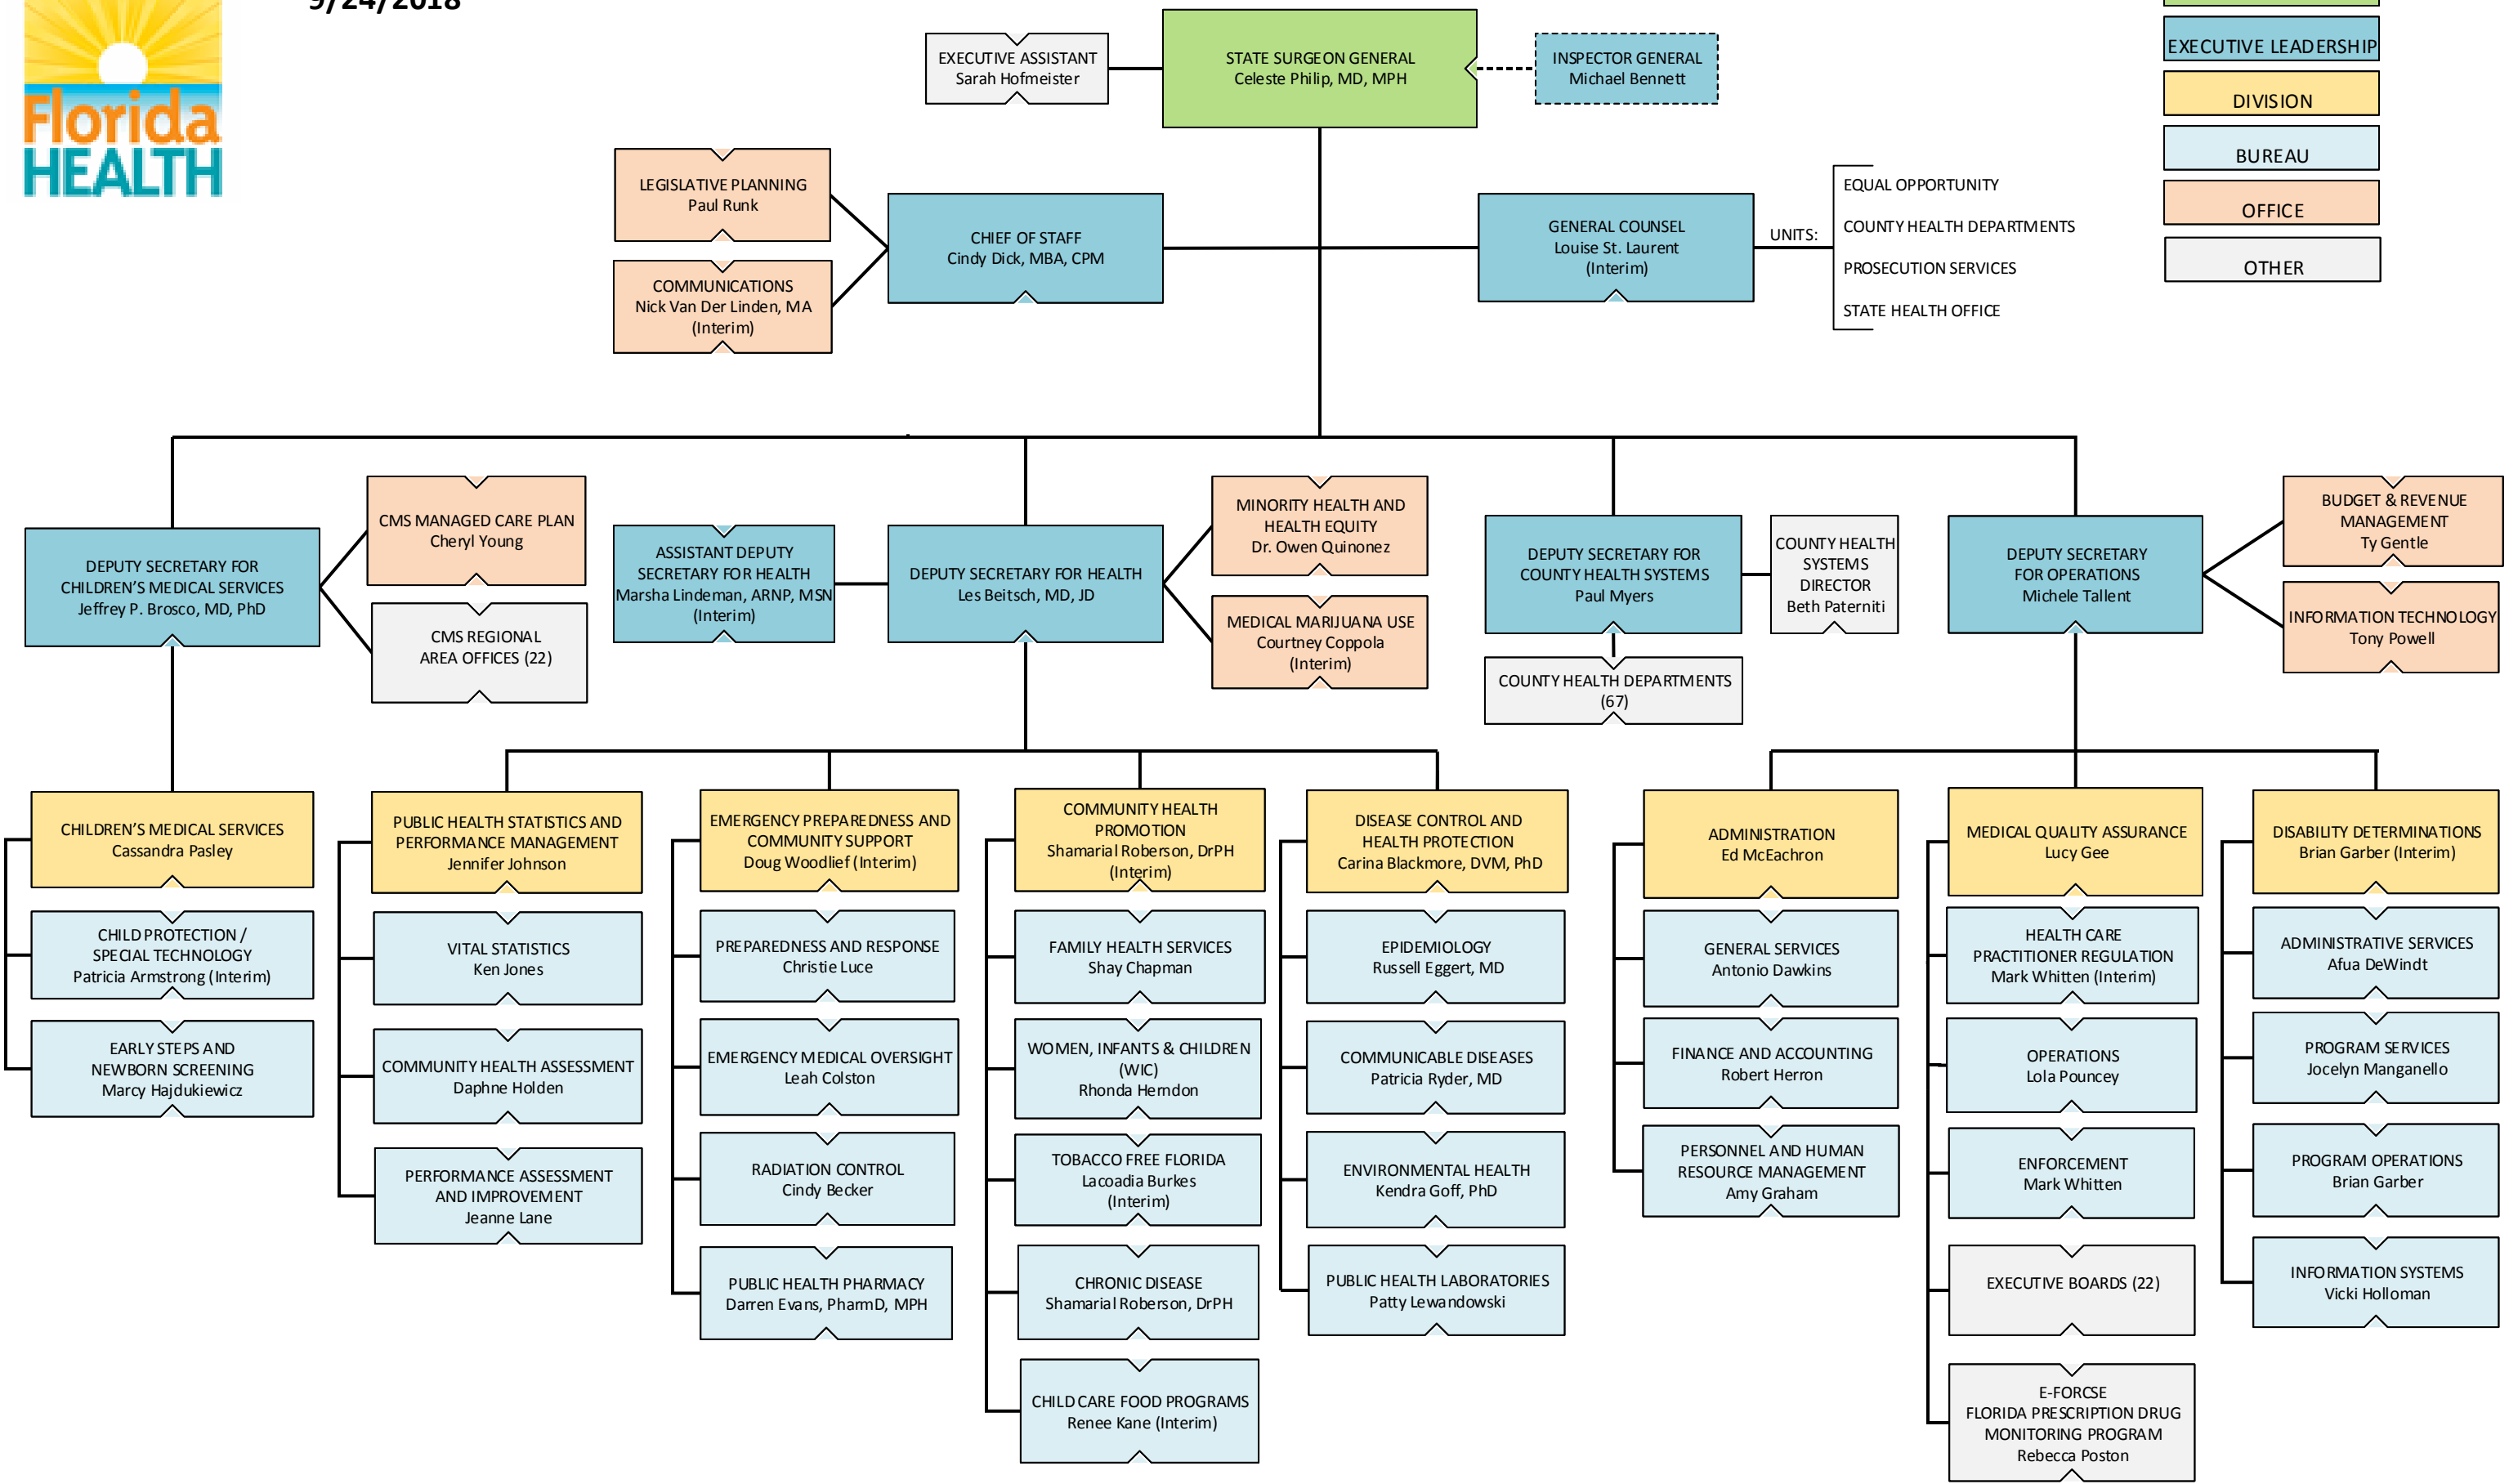 9/24/2018
Florida
HEALTH
EXECUTIVE ASSISTANT
Sarah Hofmeister
STATE SURGEON GENERAL
Celeste Philip, MD, MPH
INSPECTOR GENERAL
Michael Bennett
EXECUTIVE LEADERSHIP
DIVISION
BUREAU
OFFICE
OTHER
LEGISLATIVE PLANNING
Paul Runk
COMMUNICATIONS
Nick Van Der Linden, MA
(Interim)
CHIEF OF STAFF
Cindy Dick, MBA, CPM
GENERAL COUNSEL
Louise St. Laurent
(Interim)
UNITS:
EQUAL OPPORTUNITY
COUNTY HEALTH DEPARTMENTS
PROSECUTION SERVICES
STATE HEALTH OFFICE
DEPUTY SECRETARY FOR
CHILDREN'S MEDICAL SERVICES
Jeffrey P. Brosco, MD, PhD
CMS MANAGED CARE PLAN
Cheryl Young
CMS REGIONAL
AREA OFFICES (22)
ASSISTANT DEPUTY
SECRETARY FOR HEALTH
Marsha Lindeman, ARNP, MSN
(Interim)
DEPUTY SECRETARY FOR HEALTH
Les Beitsch, MD, JD
MINORITY HEALTH AND
HEALTH EQUITY
Dr. Owen Quinonez
MEDICAL MARIJUANA USE
Courtney Coppola
(Interim)
DEPUTY SECRETARY FOR
COUNTY HEALTH SYSTEMS
Paul Myers
COUNTY HEALTH
SYSTEMS
DIRECTOR
Beth Paterniti
COUNTY HEALTH DEPARTMENTS
(67)
DEPUTY SECRETARY
FOR OPERATIONS
Michele Tallent
BUDGET & REVENUE
MANAGEMENT
Ty Gentle
INFORMATION TECHNOLOGY
Tony Powell
CHILDREN'S MEDICAL SERVICES
Cassandra Pasley
CHILD PROTECTION /
SPECIAL TECHNOLOGY
Patricia Armstrong (Interim)
EARLY STEPS AND
NEWBORN SCREENING
Marcy Hajdukiewicz
PUBLIC HEALTH STATISTICS AND
PERFORMANCE MANAGEMENT
Jennifer Johnson
VITAL STATISTICS
Ken Jones
COMMUNITY HEALTH ASSESSMENT
Daphne Holden
PERFORMANCE ASSESSMENT
AND IMPROVEMENT
Jeanne Lane
EMERGENCY PREPAREDNESS AND
COMMUNITY SUPPORT
Doug Woodlief (Interim)
PREPAREDNESS AND RESPONSE
Christie Luce
EMERGENCY MEDICAL OVERSIGHT
Leah Colston
RADIATION CONTROL
Cindy Becker
PUBLIC HEALTH PHARMACY
Darren Evans, PharmD, MPH
COMMUNITY HEALTH
PROMOTION
Shamarial Roberson, DrPH
(Interim)
FAMILY HEALTH SERVICES
Shay Chapman
WOMEN, INFANTS & CHILDREN
(WIC)
Rhonda Herndon
TOBACCO FREE FLORIDA
Lacoadia Burkes
(Interim)
CHRONIC DISEASE
Shamarial Roberson, DrPH
CHILD CARE FOOD PROGRAMS
Renee Kane (Interim)
DISEASE CONTROL AND
HEALTH PROTECTION
Carina Blackmore, DVM, PhD
EPIDEMIOLOGY
Russell Eggert, MD
COMMUNICABLE DISEASES
Patricia Ryder, MD
ENVIRONMENTAL HEALTH
Kendra Goff, PhD
PUBLIC HEALTH LABORATORIES
Patty Lewandowski
ADMINISTRATION
Ed McEachron
GENERAL SERVICES
Antonio Dawkins
FINANCE AND ACCOUNTING
Robert Herron
PERSONNEL AND HUMAN
RESOURCE MANAGEMENT
Amy Graham
MEDICAL QUALITY ASSURANCE
Lucy Gee
HEALTH CARE
PRACTITIONER REGULATION
Mark Whitten (Interim)
OPERATIONS
Lola Pouncey
ENFORCEMENT
Mark Whitten
EXECUTIVE BOARDS (22)
E-FORCSE
FLORIDA PRESCRIPTION DRUG
MONITORING PROGRAM
Rebecca Poston
DISABILITY DETERMINATIONS
Brian Garber (Interim)
ADMINISTRATIVE SERVICES
Afua DeWindt
PROGRAM SERVICES
Jocelyn Manganello
PROGRAM OPERATIONS
Brian Garber
INFORMATION SYSTEMS
Vicki Holloman